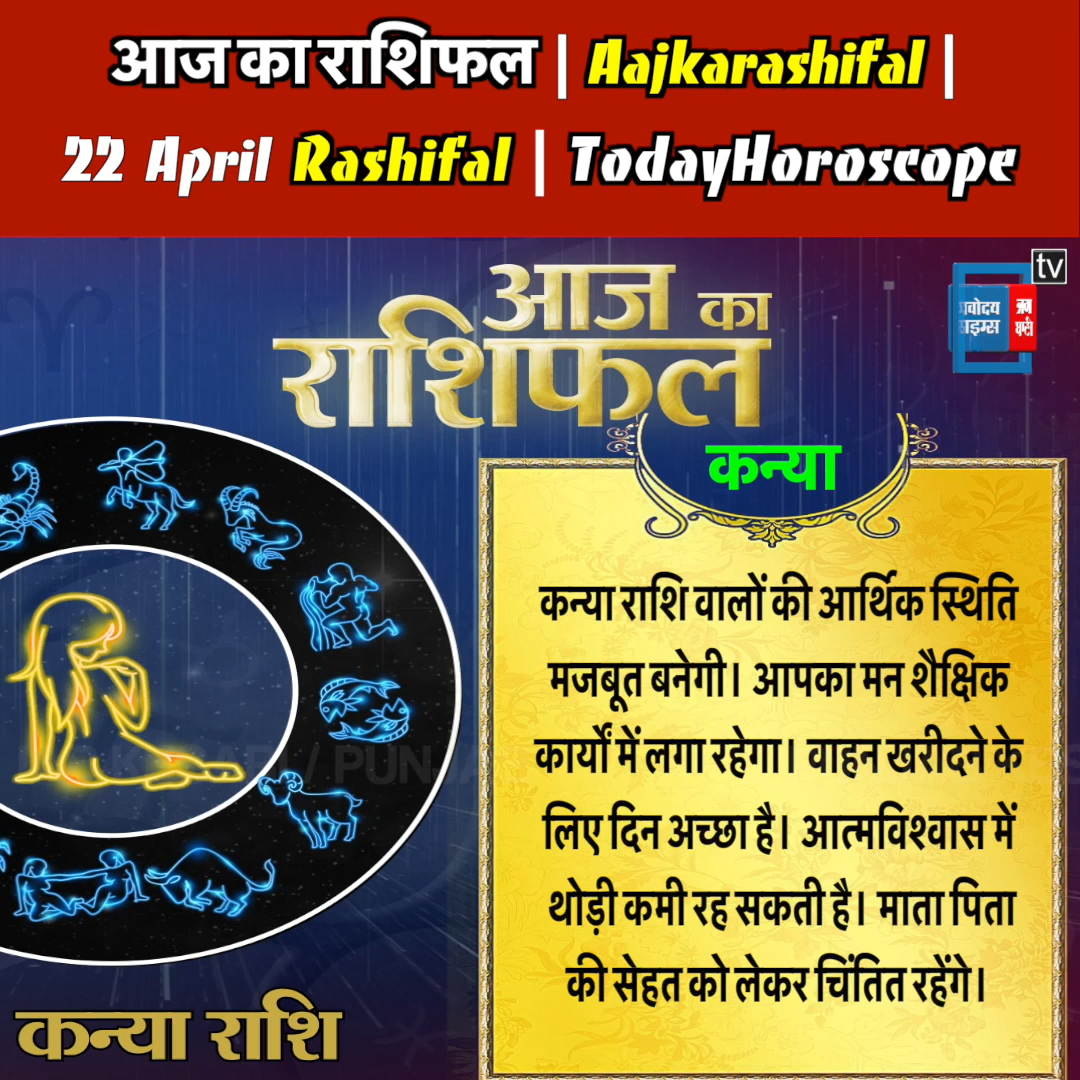 आज का राशिफल | Aajkarashifal |
22 April Rashifal | TodayHoroscope
आज का
राशिफल
tv
जग
कन्या
कन्या राशि वालों की आर्थिक स्थिति
मजबूत बनेगी। आपका मन शैक्षिक
कार्यों में लगा रहेगा। वाहन खरीदने के
लिए दिन अच्छा है। आत्मविश्वास में
थोड़ी कमी रह सकती है। माता पिता
की सेहत को लेकर चिंतित रहेंगे।
कन्या राशि